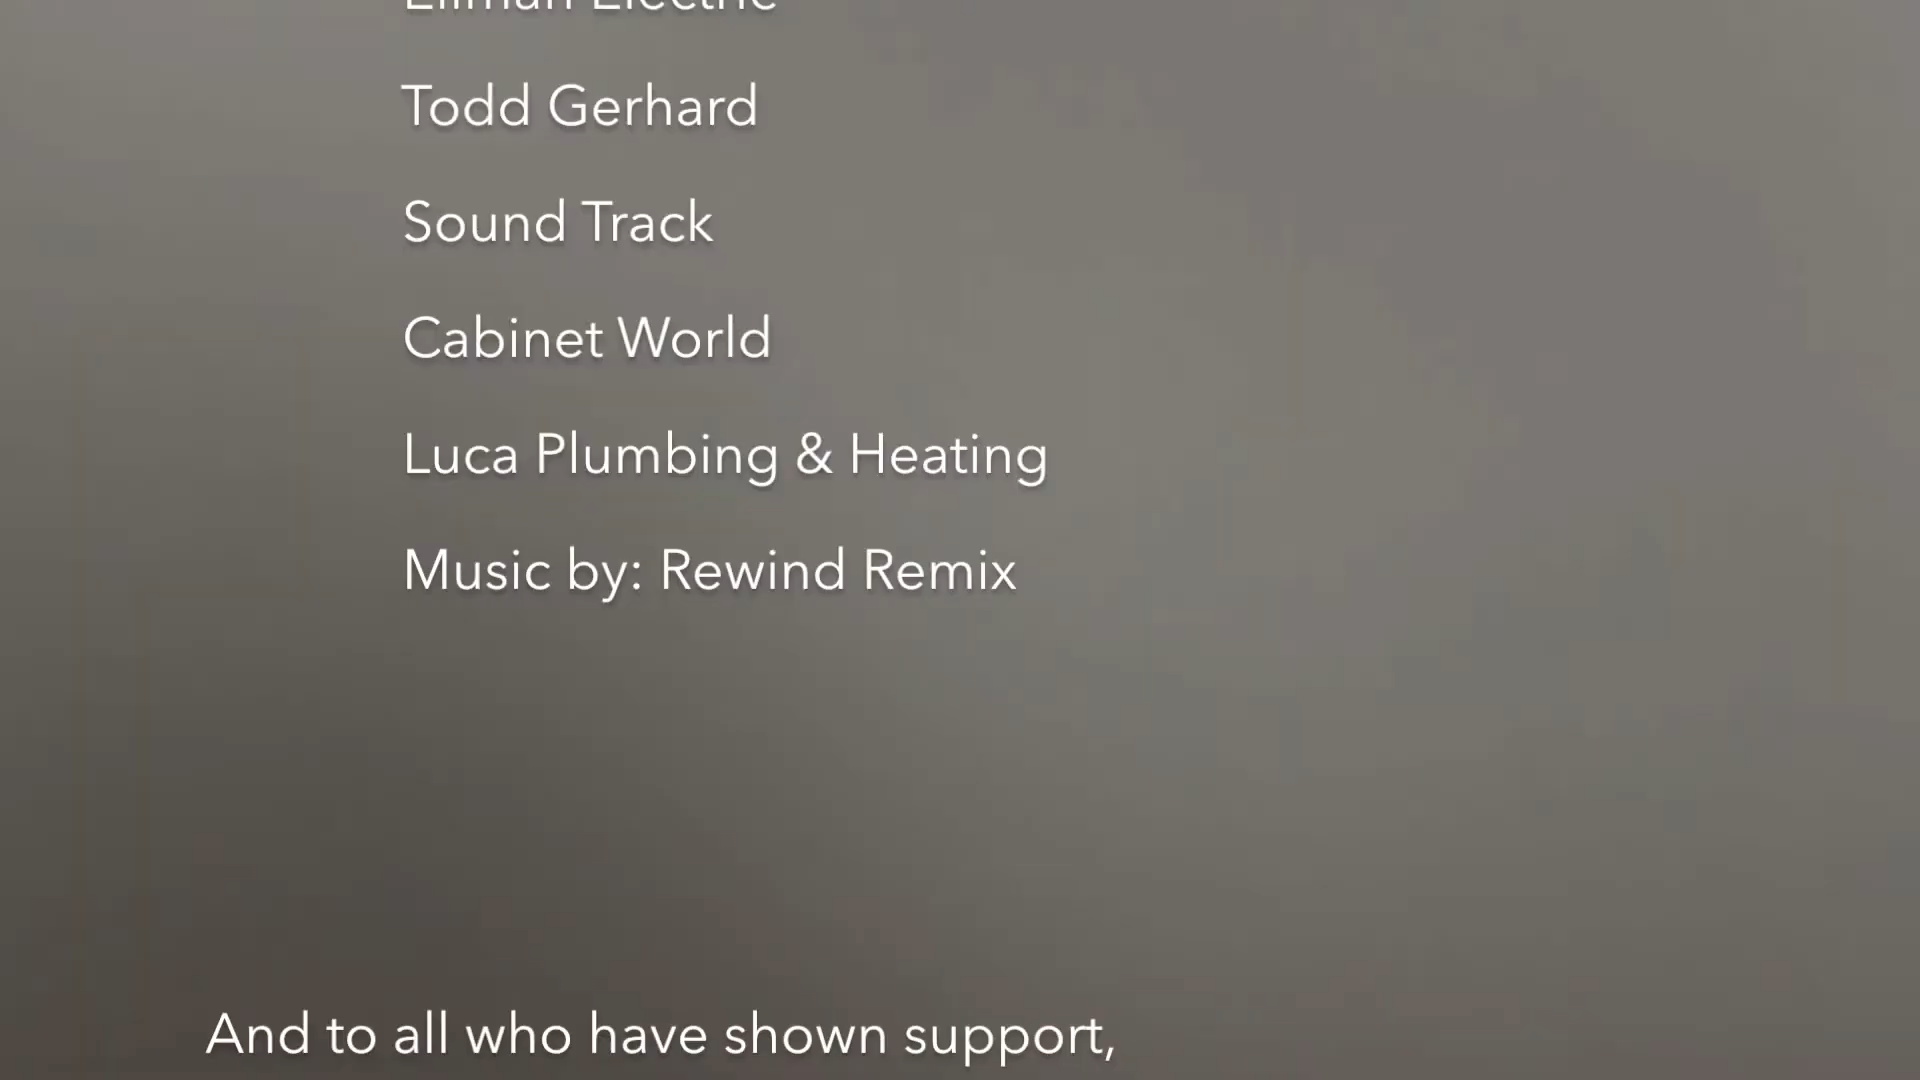 Electric
Todd Gerhard
Sound Track
Cabinet World
Luca Plumbing & Heating
Music by: Rewind Remix
And to all who have shown support,